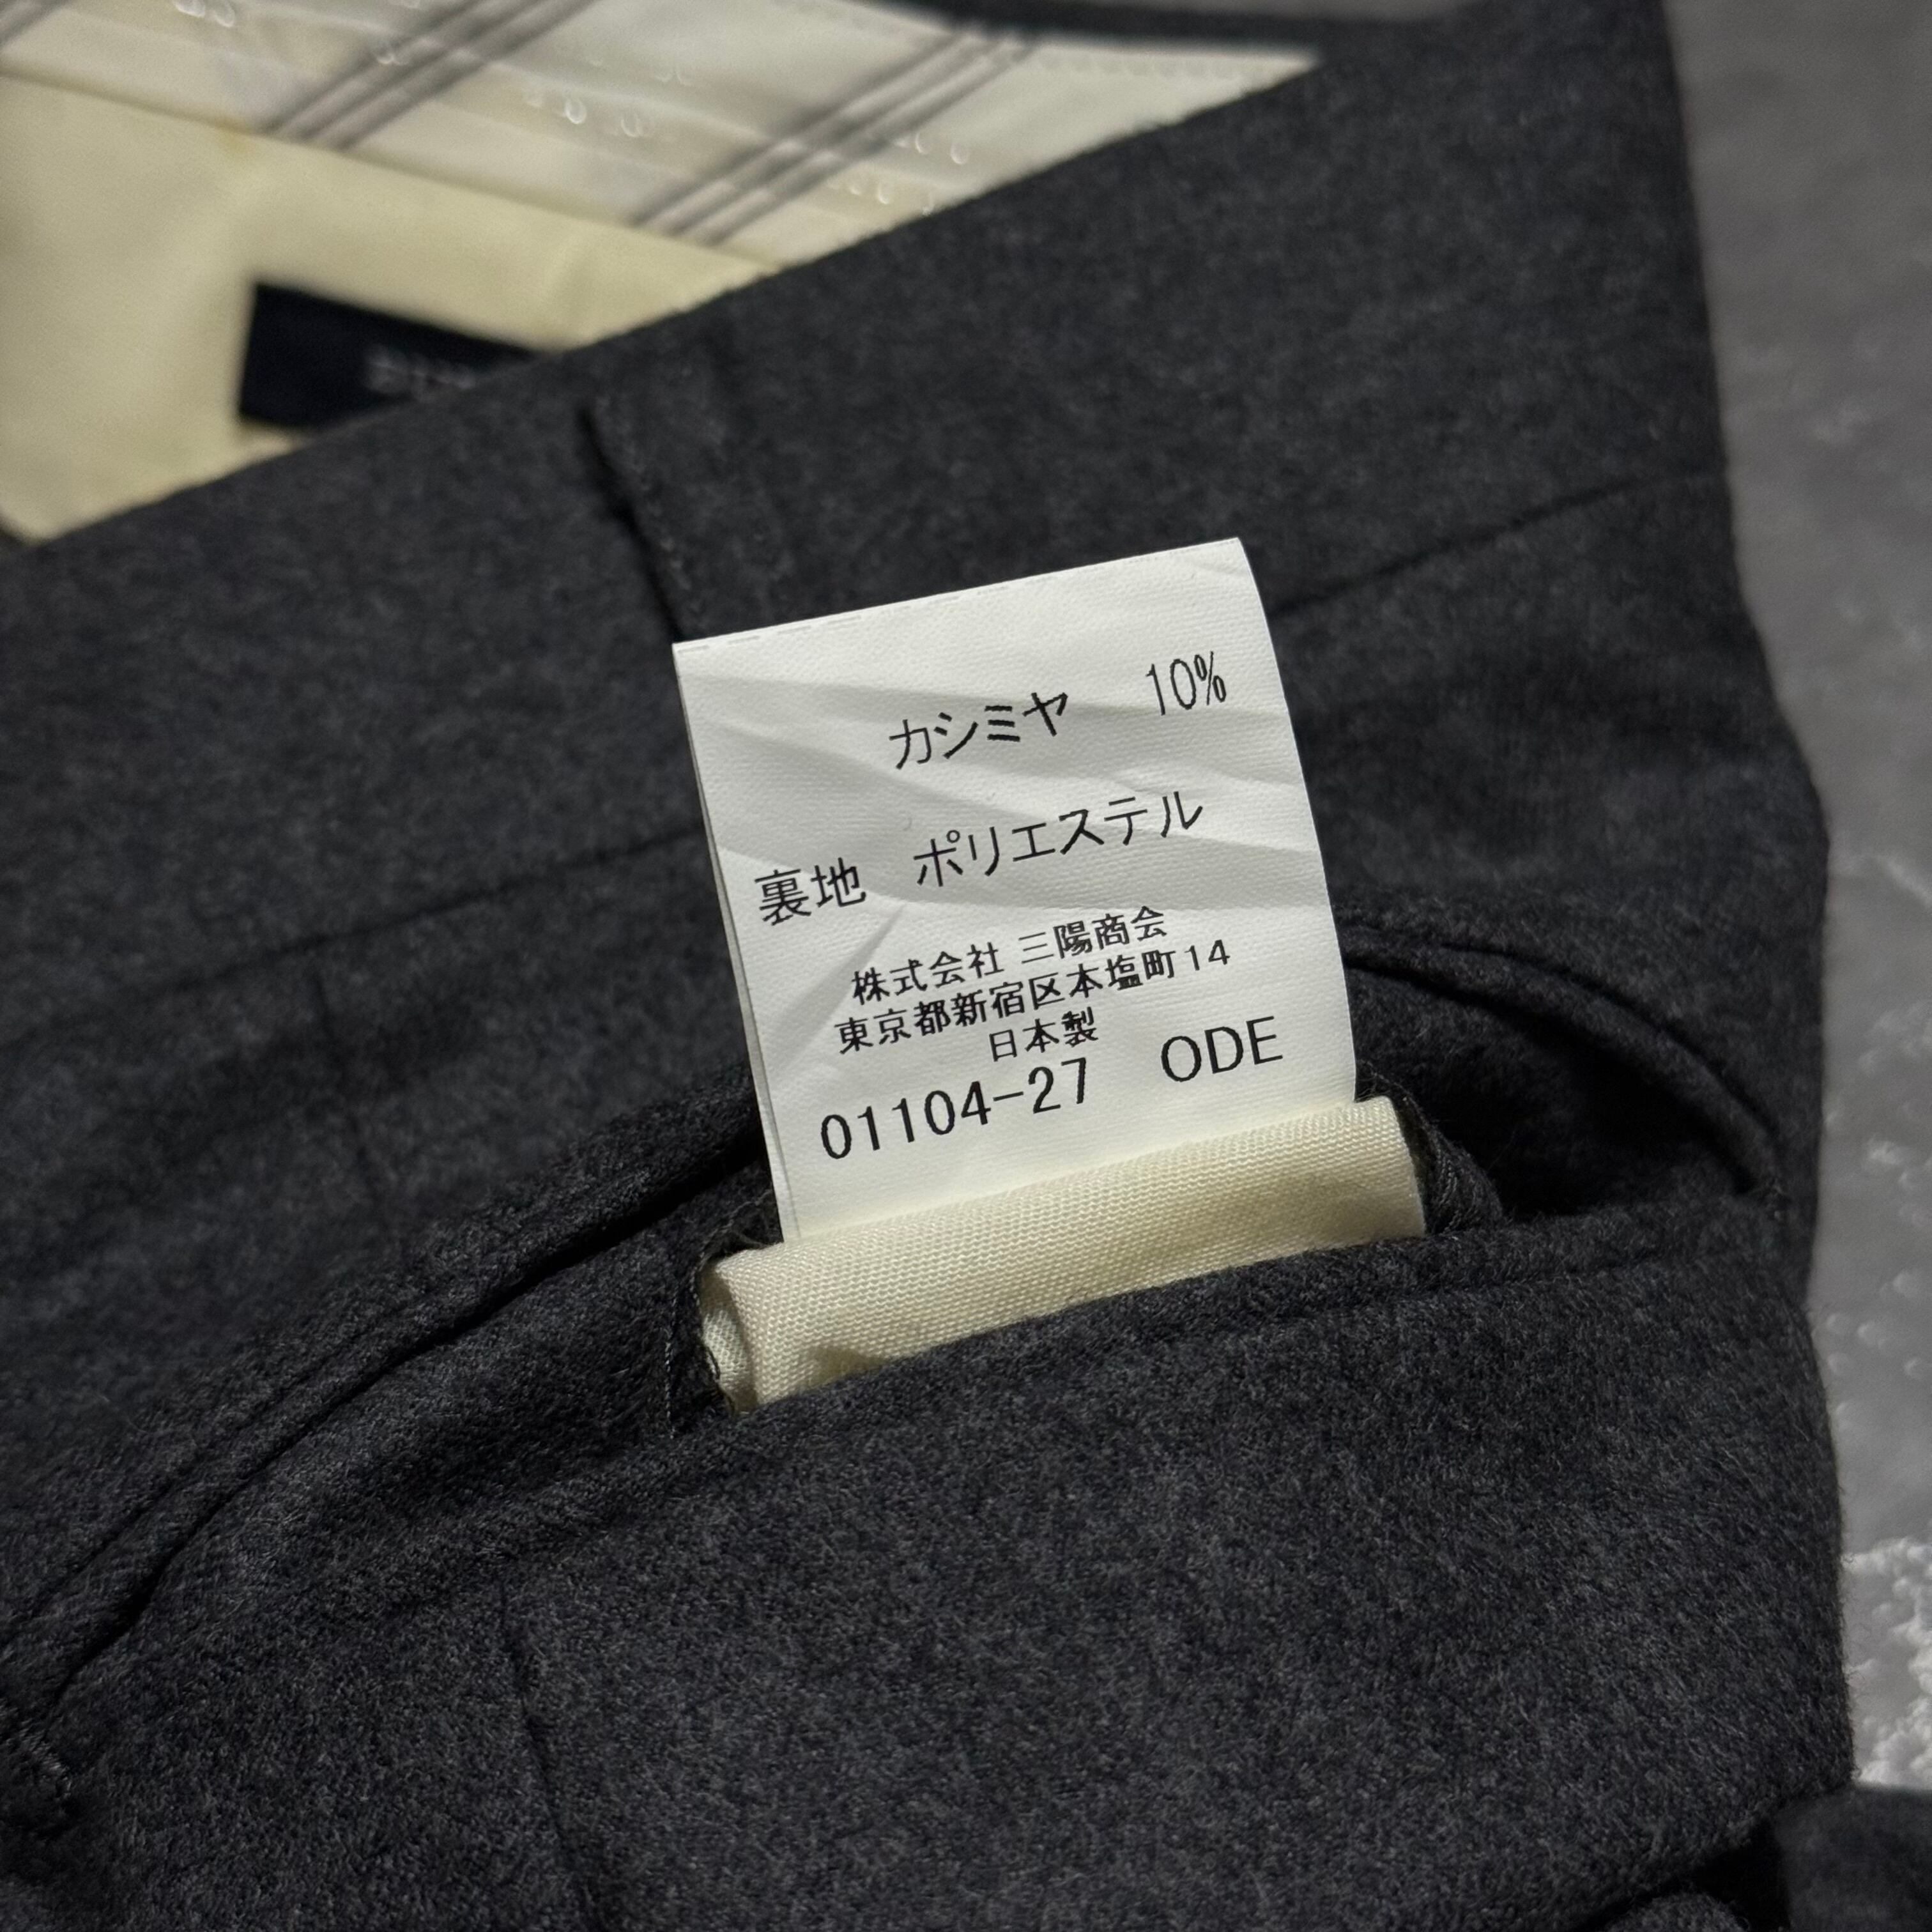 カシミヤ 10%
裏地 ポリエステル
株式会社 三陽商会
東京都新宿区本塩町14
日本製
01104-27 ODE